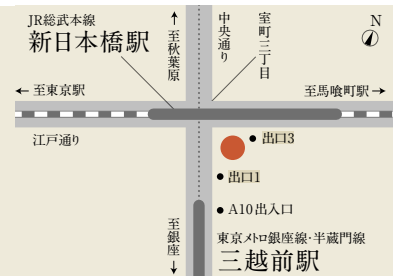 JR総武本線
新日本橋駅
↑至秋葉原
中央通り
室町三丁目
N
← 至東京駅
至馬喰町駅 →
江戸通り
出口3
出口1
A10出入口
至銀座↓
東京メトロ銀座線・半蔵門線
三越前駅